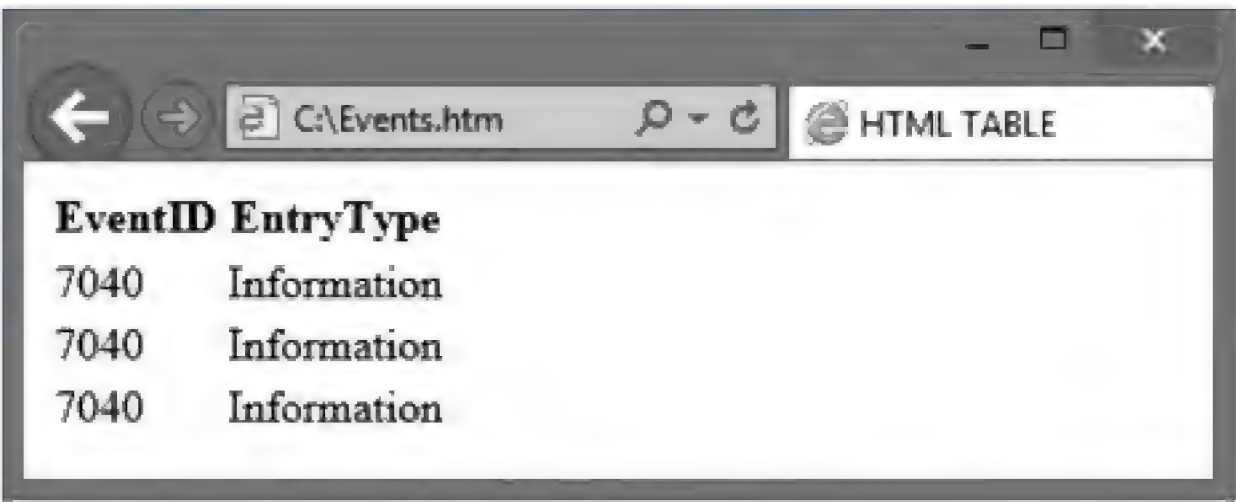 C:\Events.htm
HTML TABLE
EventID EntryType
7040 Information
7040 Information
7040 Information